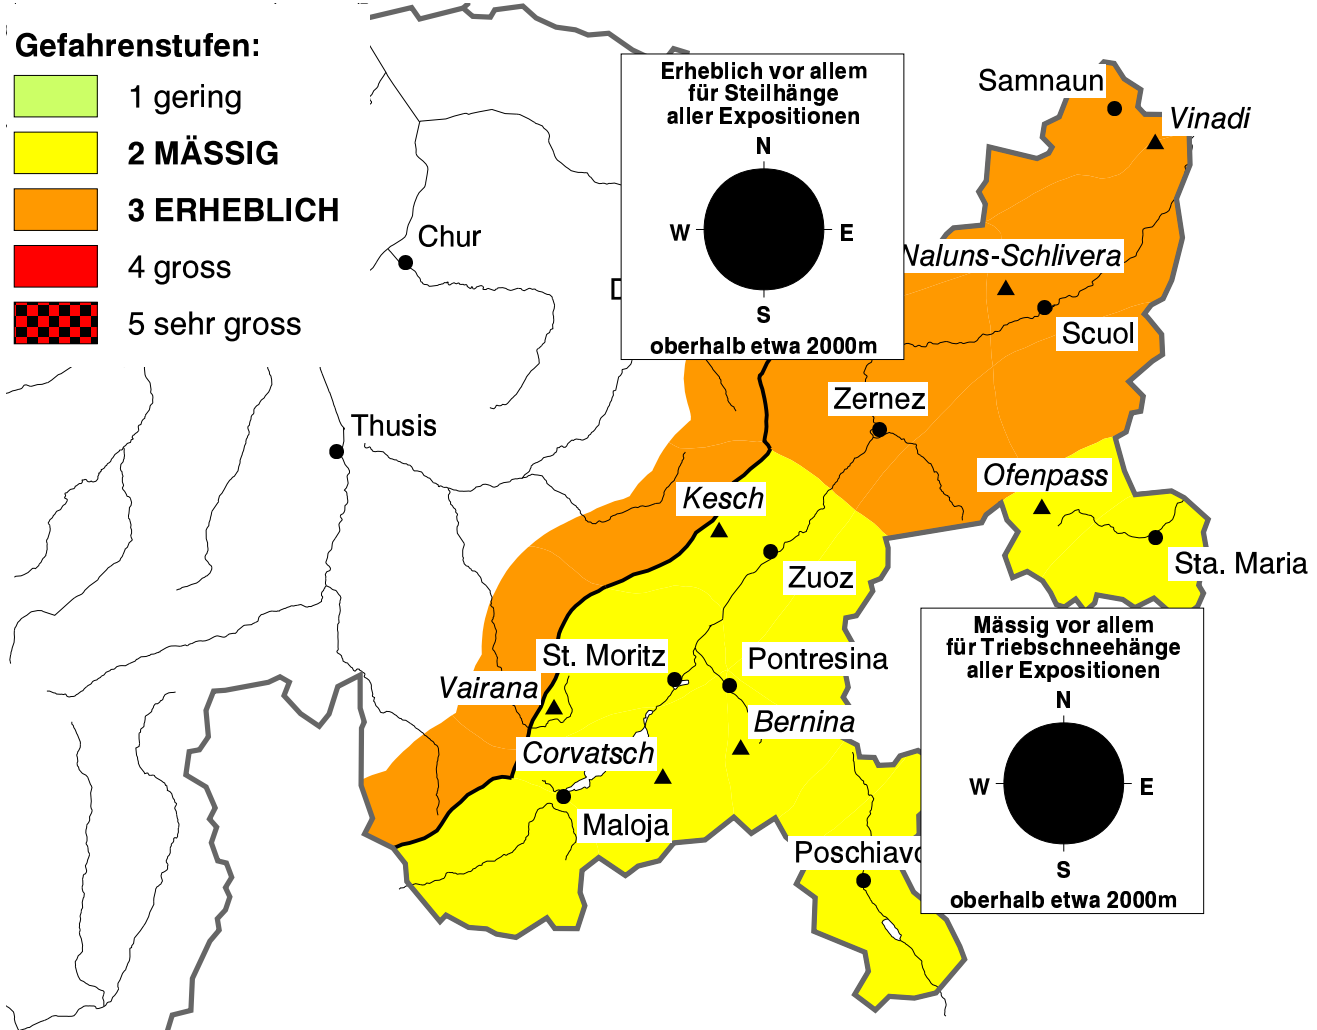 Gefahrenstufen:
1 gering
2 MÄSSIG
3 ERHEBLICH
4 gross
5 sehr gross
Erheblich vor allem
für Steilhänge
aller Expositionen
N
W
E
S
oberhalb etwa 2000m
Samnaun
Vinadi
Chur
Naluns-Schlivera
D
Scuol
Zernez
Thusis
Ofenpass
Kesch
Zuoz
Sta. Maria
St. Moritz
Pontresina
Vairana
Bernina
Corvatsch
Maloja
Poschiavo
Mässig vor allem
für Triebschneehänge
aller Expositionen
N
W
E
S
oberhalb etwa 2000m